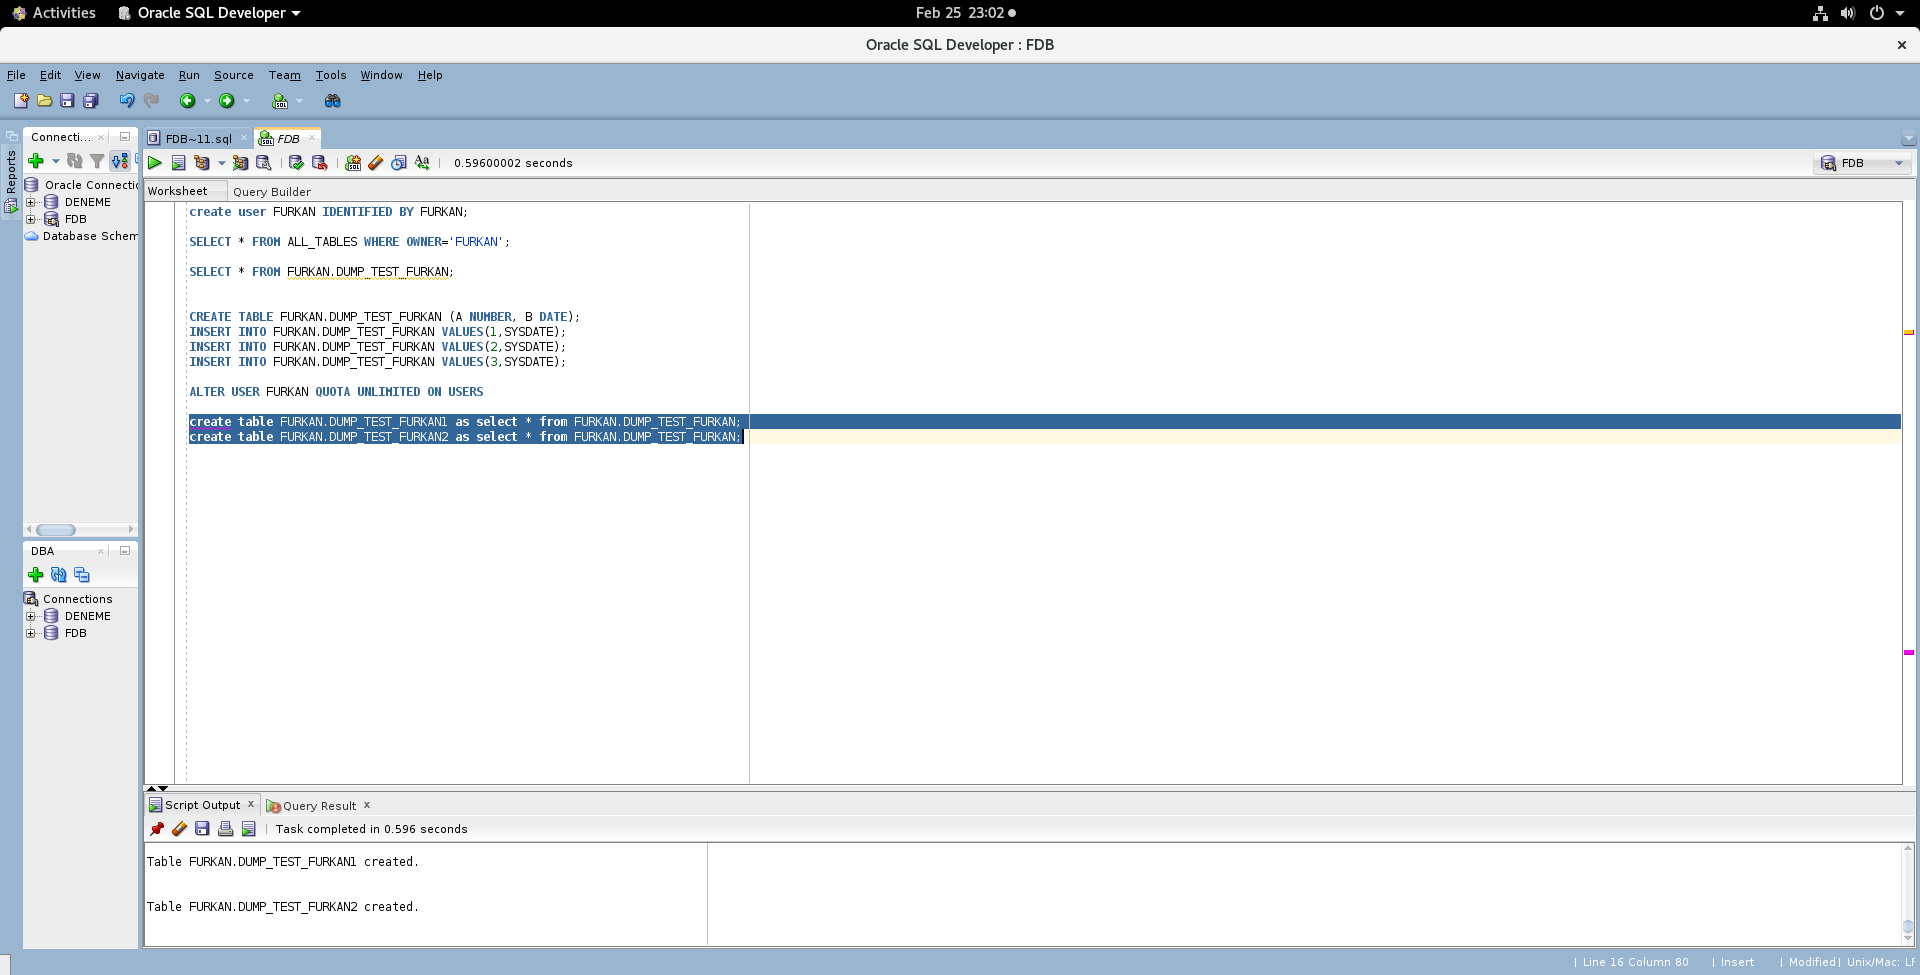 Activities Oracle SQL Developer Feb 25 23:02
Oracle SQL Developer : FDB
File Edit View Navigate Run Source Team Tools Window Help
Reports
Connecti...
Oracle Connectio
DENEME
FDB
Database Schem
DBA
Connections
DENEME
FDB
FDB~11.sql FDB
0.59600002 seconds FDB
Worksheet Query Builder
create user FURKAN IDENTIFIED BY FURKAN;
SELECT * FROM ALL_TABLES WHERE OWNER='FURKAN';
SELECT * FROM FURKAN.DUMP_TEST_FURKAN;
CREATE TABLE FURKAN.DUMP_TEST_FURKAN (A NUMBER, B DATE);
INSERT INTO FURKAN.DUMP_TEST_FURKAN VALUES(1,SYSDATE);
INSERT INTO FURKAN.DUMP_TEST_FURKAN VALUES(2,SYSDATE);
INSERT INTO FURKAN.DUMP_TEST_FURKAN VALUES(3,SYSDATE);
ALTER USER FURKAN QUOTA UNLIMITED ON USERS
create table FURKAN.DUMP_TEST_FURKAN1 as select * from FURKAN.DUMP_TEST_FURKAN;
create table FURKAN.DUMP_TEST_FURKAN2 as select * from FURKAN.DUMP_TEST_FURKAN;
Script Output x Query Result x
Task completed in 0.596 seconds
Table FURKAN.DUMP_TEST_FURKAN1 created.
Table FURKAN.DUMP_TEST_FURKAN2 created.
| Line 16 Column 80 | Insert | Modified | Unix/Mac: LF